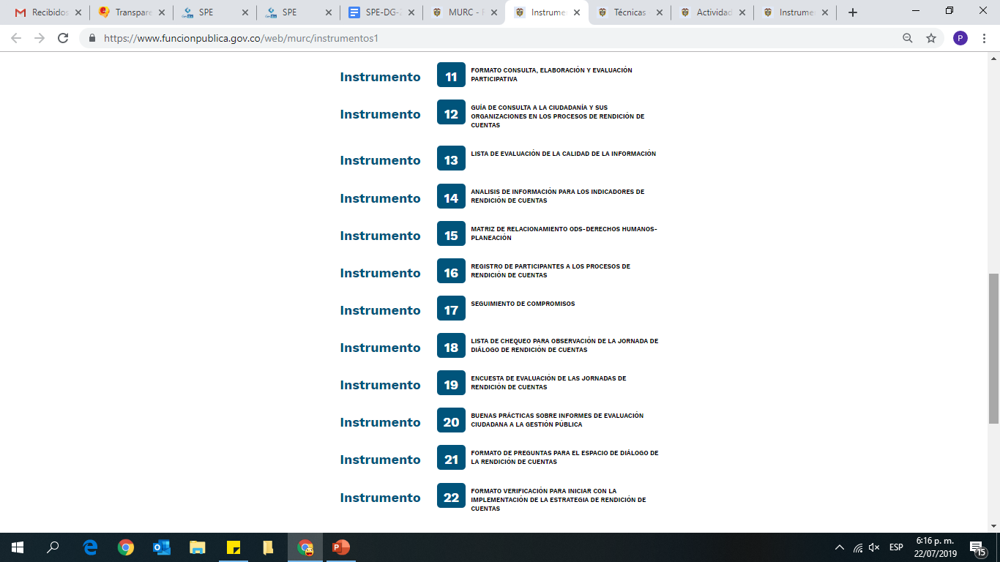 Recibidos
Transpare
SPE
SPE
SPE-DG-
MURC -
Instrume
Técnicas
Actividad
Instrume
https://www.funcionpublica.gov.co/web/murc/instrumentos1
P
Instrumento 11 FORMATO CONSULTA, ELABORACIÓN Y EVALUACIÓN
PARTICIPATIVA
Instrumento 12 GUÍA DE CONSULTA A LA CIUDADANÍA Y SUS
ORGANIZACIONES EN LOS PROCESOS DE RENDICIÓN DE
CUENTAS
Instrumento 13 LISTA DE EVALUACIÓN DE LA CALIDAD DE LA INFORMACIÓN
Instrumento 14 ANALISIS DE INFORMACIÓN PARA LOS INDICADORES DE
RENDICIÓN DE CUENTAS
Instrumento 15 MATRIZ DE RELACIONAMIENTO ODS-DERECHOS HUMANOS-
PLANEACIÓN
Instrumento 16 REGISTRO DE PARTICIPANTES A LOS PROCESOS DE
RENDICIÓN DE CUENTAS
Instrumento 17 SEGUIMIENTO DE COMPROMISOS
Instrumento 18 LISTA DE CHEQUEO PARA OBSERVACIÓN DE LA JORNADA DE
DIÁLOGO DE RENDICIÓN DE CUENTAS
Instrumento 19 ENCUESTA DE EVALUACIÓN DE LAS JORNADAS DE
RENDICIÓN DE CUENTAS
Instrumento 20 BUENAS PRÁCTICAS SOBRE INFORMES DE EVALUACIÓN
CIUDADANA A LA GESTIÓN PÚBLICA
Instrumento 21 FORMATO DE PREGUNTAS PARA EL ESPACIO DE DIÁLOGO DE
LA RENDICIÓN DE CUENTAS
Instrumento 22 FORMATO VERIFICACIÓN PARA INICIAR CON LA
IMPLEMENTACIÓN DE LA ESTRATEGIA DE RENDICIÓN DE
CUENTAS
ESP
6:16 p. m.
22/07/2019
15